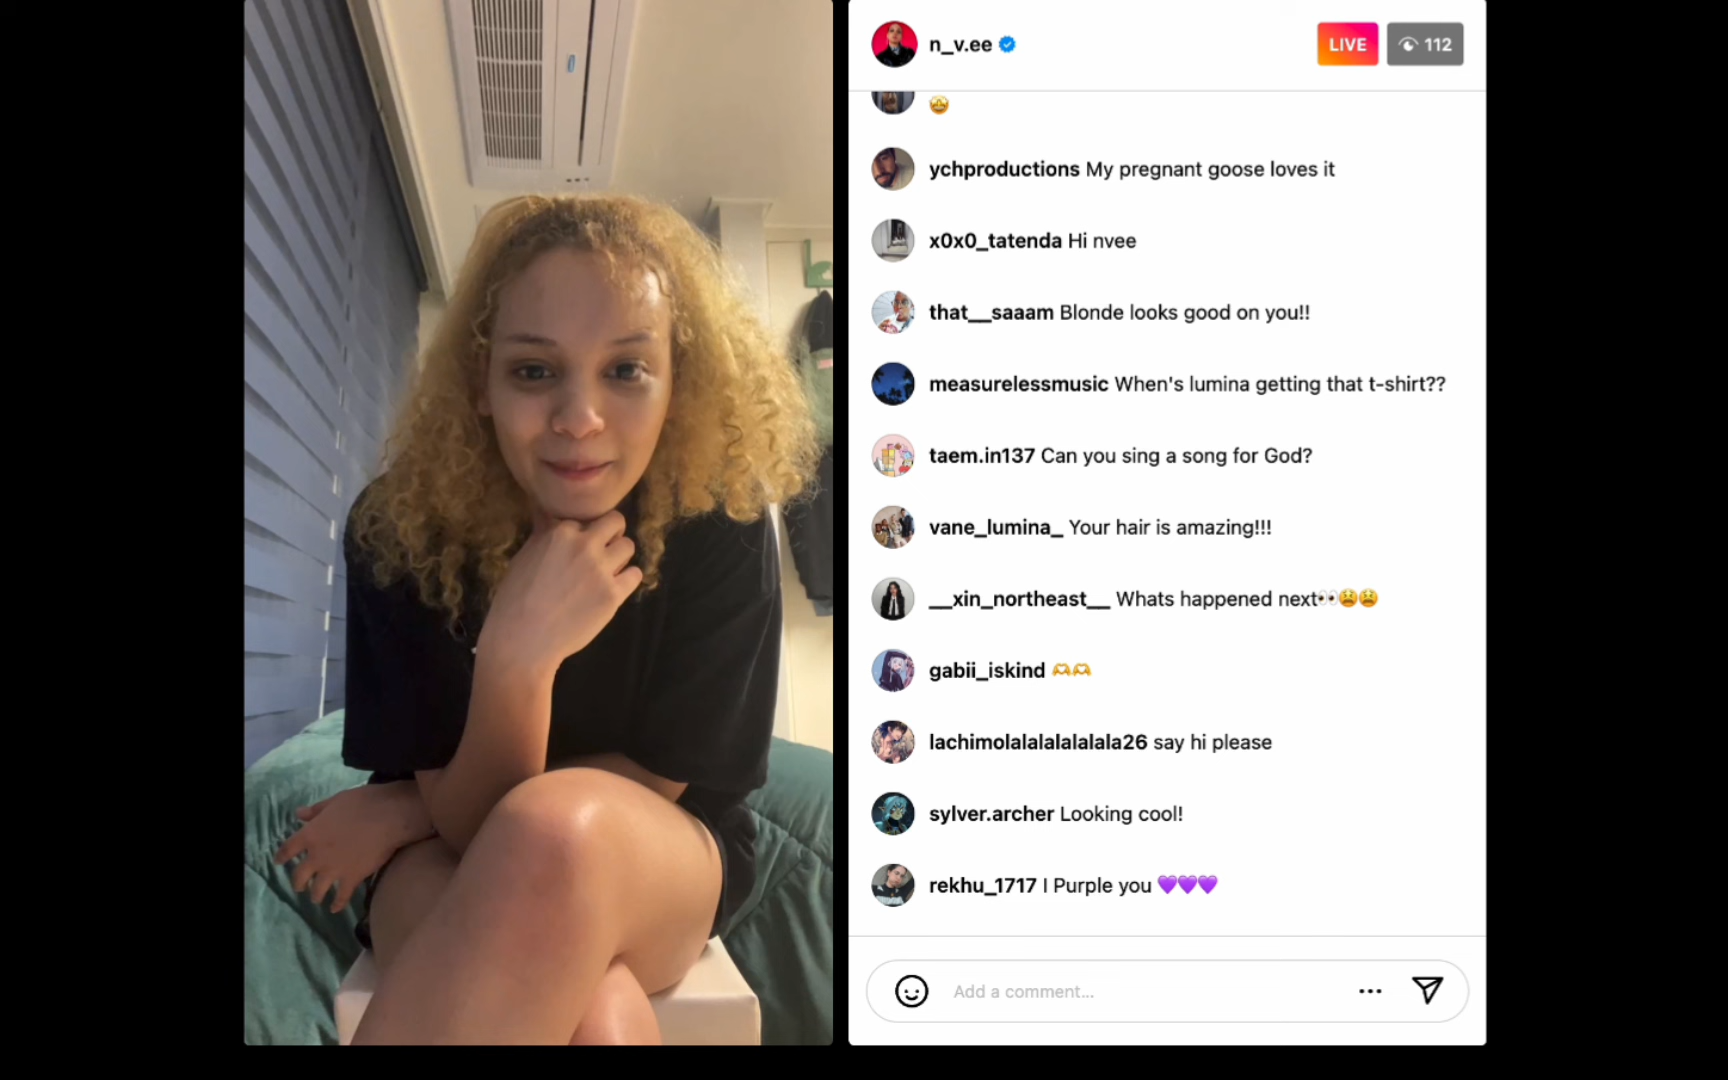 n_v.ee
LIVE
112
🤩
ychproductions My pregnant goose loves it
x0x0_tatenda Hi nvee
that__saaam Blonde looks good on you!!
measurelessmusic When's lumina getting that t-shirt??
taem.in137 Can you sing a song for God?
vane_lumina_ Your hair is amazing!!!
__xin_northeast__ Whats happened next👀😫😫
gabii_iskind 🫶🫶
lachimolalalalalalala26 say hi please
sylver.archer Looking cool!
rekhu_1717 I Purple you 💜💜💜
Add a comment...